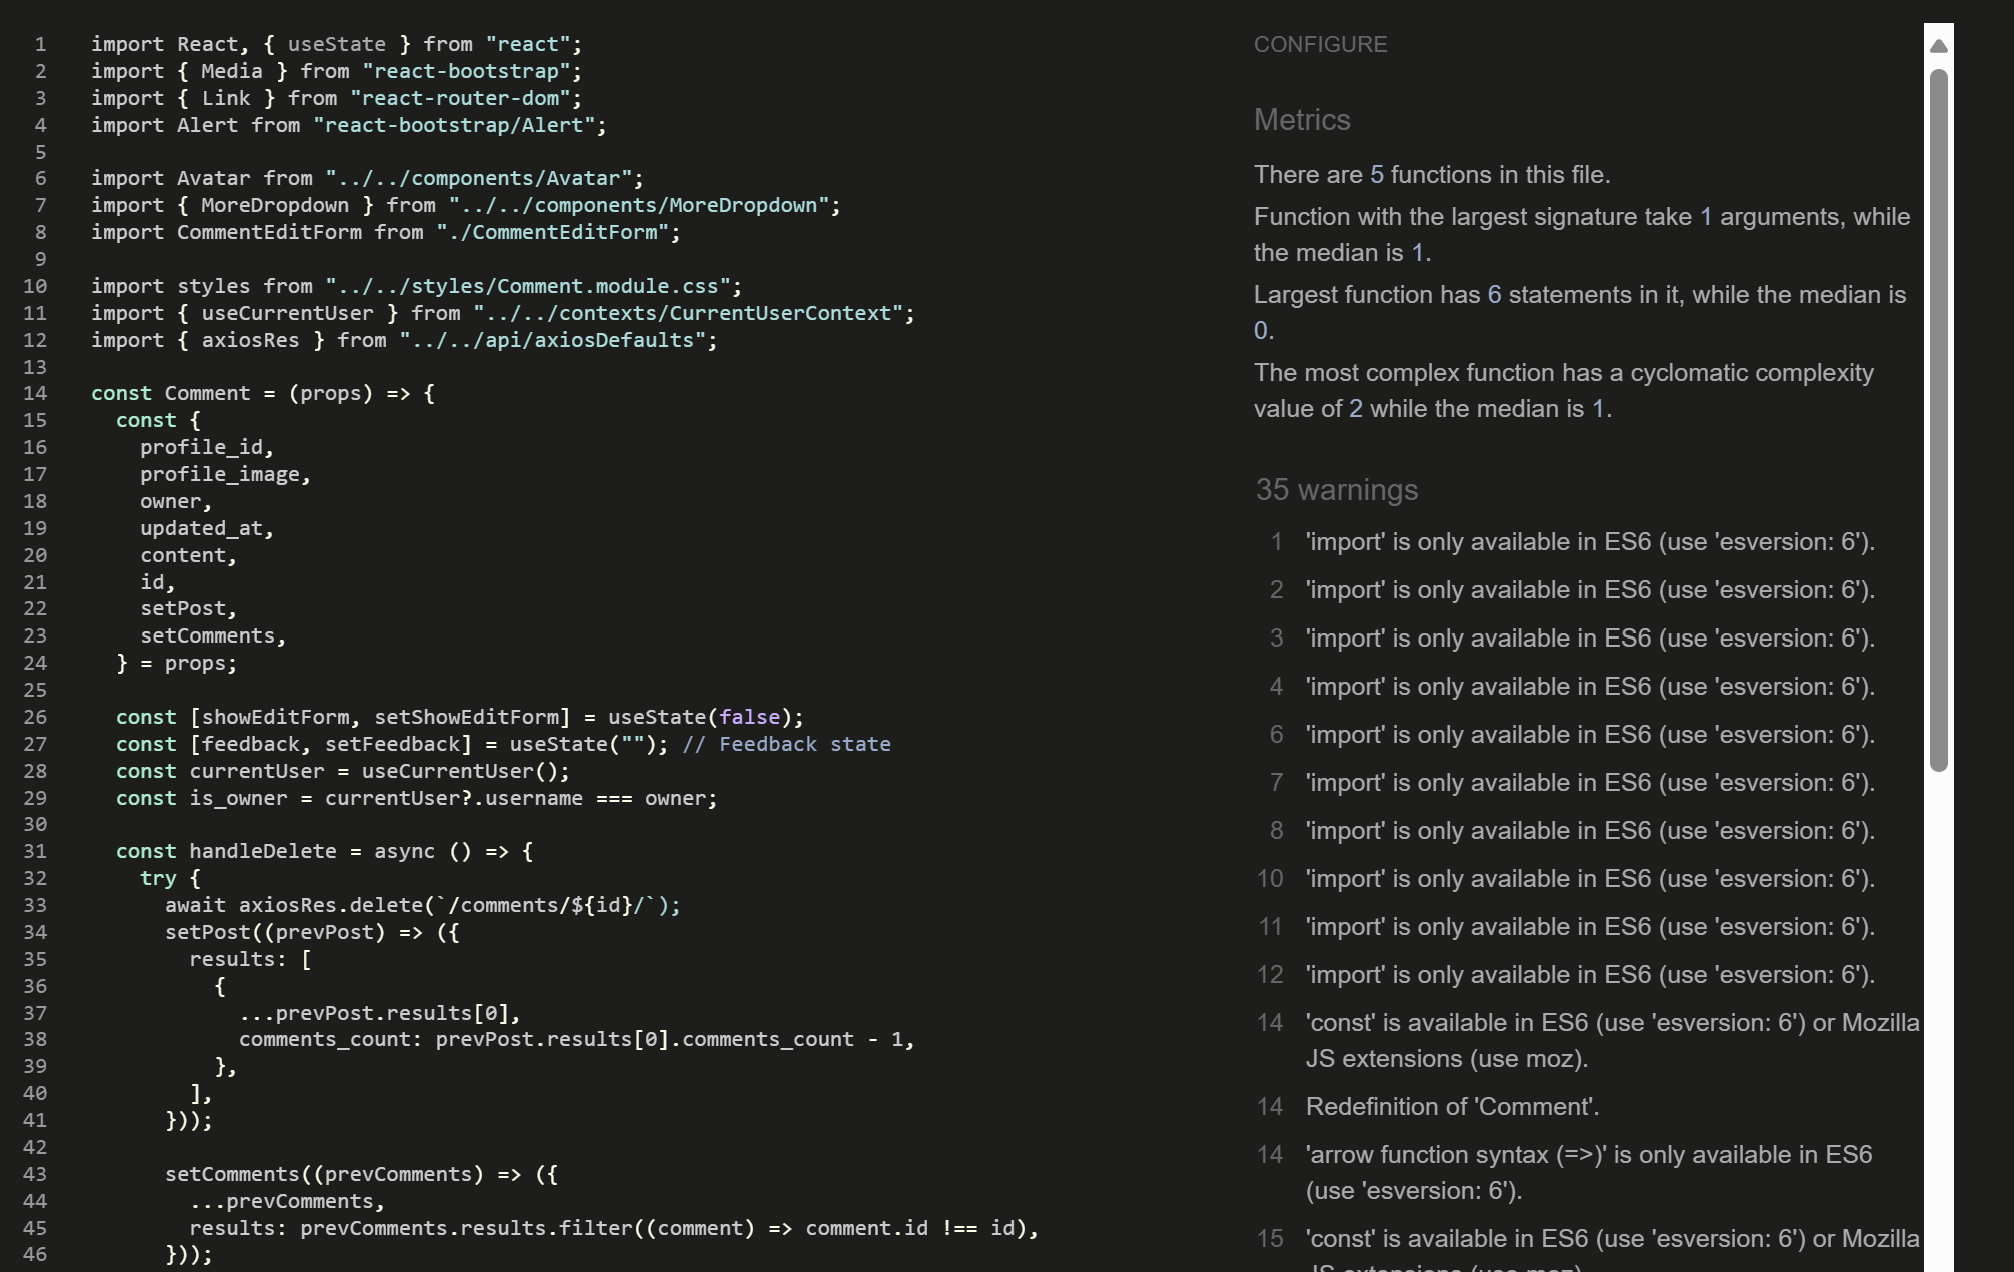 1 import React, { useState } from "react";
2 import { Media } from "react-bootstrap";
3 import { Link } from "react-router-dom";
4 import Alert from "react-bootstrap/Alert";
5
6 import Avatar from "../../components/Avatar";
7 import { MoreDropdown } from "../../components/MoreDropdown";
8 import CommentEditForm from "./CommentEditForm";
9
10 import styles from "../../styles/Comment.module.css";
11 import { useCurrentUser } from "../../contexts/CurrentUserContext";
12 import { axiosRes } from "../../api/axiosDefaults";
13
14 const Comment = (props) => {
15   const {
16     profile_id,
17     profile_image,
18     owner,
19     updated_at,
20     content,
21     id,
22     setPost,
23     setComments,
24   } = props;
25
26   const [showEditForm, setShowEditForm] = useState(false);
27   const [feedback, setFeedback] = useState(""); // Feedback state
28   const currentUser = useCurrentUser();
29   const is_owner = currentUser?.username === owner;
30
31   const handleDelete = async () => {
32     try {
33       await axiosRes.delete(`/comments/${id}/`);
34       setPost((prevPost) => ({
35         results: [
36           {
37             ...prevPost.results[0],
38             comments_count: prevPost.results[0].comments_count - 1,
39           },
40         ],
41       }));
42
43       setComments((prevComments) => ({
44         ...prevComments,
45         results: prevComments.results.filter((comment) => comment.id !== id),
46       }));
CONFIGURE
Metrics
There are 5 functions in this file.
Function with the largest signature take 1 arguments, while
the median is 1.
Largest function has 6 statements in it, while the median is
0.
The most complex function has a cyclomatic complexity
value of 2 while the median is 1.
35 warnings
1 'import' is only available in ES6 (use 'esversion: 6').
2 'import' is only available in ES6 (use 'esversion: 6').
3 'import' is only available in ES6 (use 'esversion: 6').
4 'import' is only available in ES6 (use 'esversion: 6').
6 'import' is only available in ES6 (use 'esversion: 6').
7 'import' is only available in ES6 (use 'esversion: 6').
8 'import' is only available in ES6 (use 'esversion: 6').
10 'import' is only available in ES6 (use 'esversion: 6').
11 'import' is only available in ES6 (use 'esversion: 6').
12 'import' is only available in ES6 (use 'esversion: 6').
14 'const' is available in ES6 (use 'esversion: 6') or Mozilla
JS extensions (use moz).
14 Redefinition of 'Comment'.
14 'arrow function syntax (=>)' is only available in ES6
(use 'esversion: 6').
15 'const' is available in ES6 (use 'esversion: 6') or Mozilla
JS extensions (use moz).